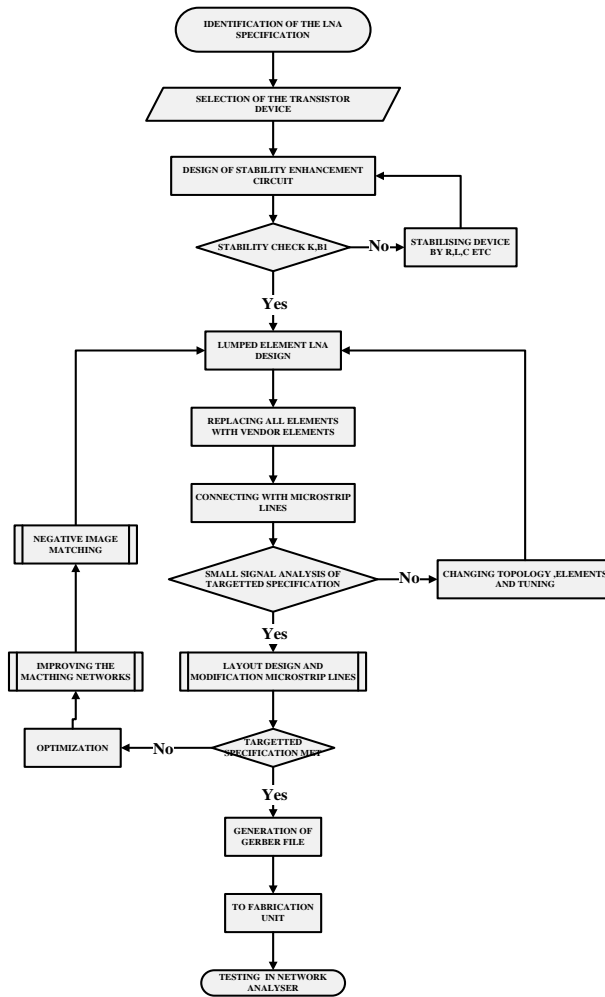 IDENTIFICATION OF THE LNA
SPECIFICATION
SELECTION OF THE TRANSISTOR
DEVICE
DESIGN OF STABILITY ENHANCEMENT
CIRCUIT
STABILITY CHECK K,B1
No
STABILISING DEVICE
BY R,L,C ETC
Yes
LUMPED ELEMENT LNA
DESIGN
REPLACING ALL ELEMENTS
WITH VENDOR ELEMENTS
CONNECTING WITH MICROSTRIP
LINES
NEGATIVE IMAGE
MATCHING
SMALL SIGNAL ANALYSIS OF
TARGETTED SPECIFICATION
No
CHANGING TOPOLOGY ,ELEMENTS
AND TUNING
Yes
IMPROVING THE
MACTHING NETWORKS
LAYOUT DESIGN AND
MODIFICATION MICROSTRIP LINES
OPTIMIZATION
No
TARGETTED
SPECIFICATION MET
Yes
GENERATION OF
GERBER FILE
TO FABRICATION
UNIT
TESTING IN NETWORK
ANALYSER